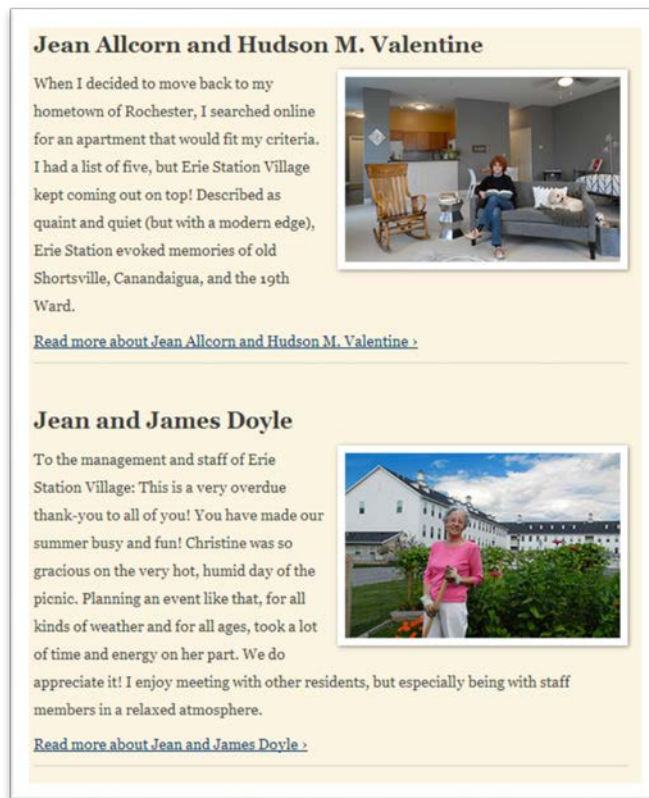 Jean Allcorn and Hudson M. Valentine
When I decided to move back to my
hometown of Rochester, I searched online
for an apartment that would fit my criteria.
I had a list of five, but Erie Station Village
kept coming out on top! Described as
quaint and quiet (but with a modern edge),
Erie Station evoked memories of old
Shortsville, Canandaigua, and the 19th
Ward.
Read more about Jean Allcorn and Hudson M. Valentine ›
Jean and James Doyle
To the management and staff of Erie
Station Village: This is a very overdue
thank-you to all of you! You have made our
summer busy and fun! Christine was so
gracious on the very hot, humid day of the
picnic. Planning an event like that, for all
kinds of weather and for all ages, took a lot
of time and energy on her part. We do
appreciate it! I enjoy meeting with other residents, but especially being with staff
members in a relaxed atmosphere.
Read more about Jean and James Doyle ›